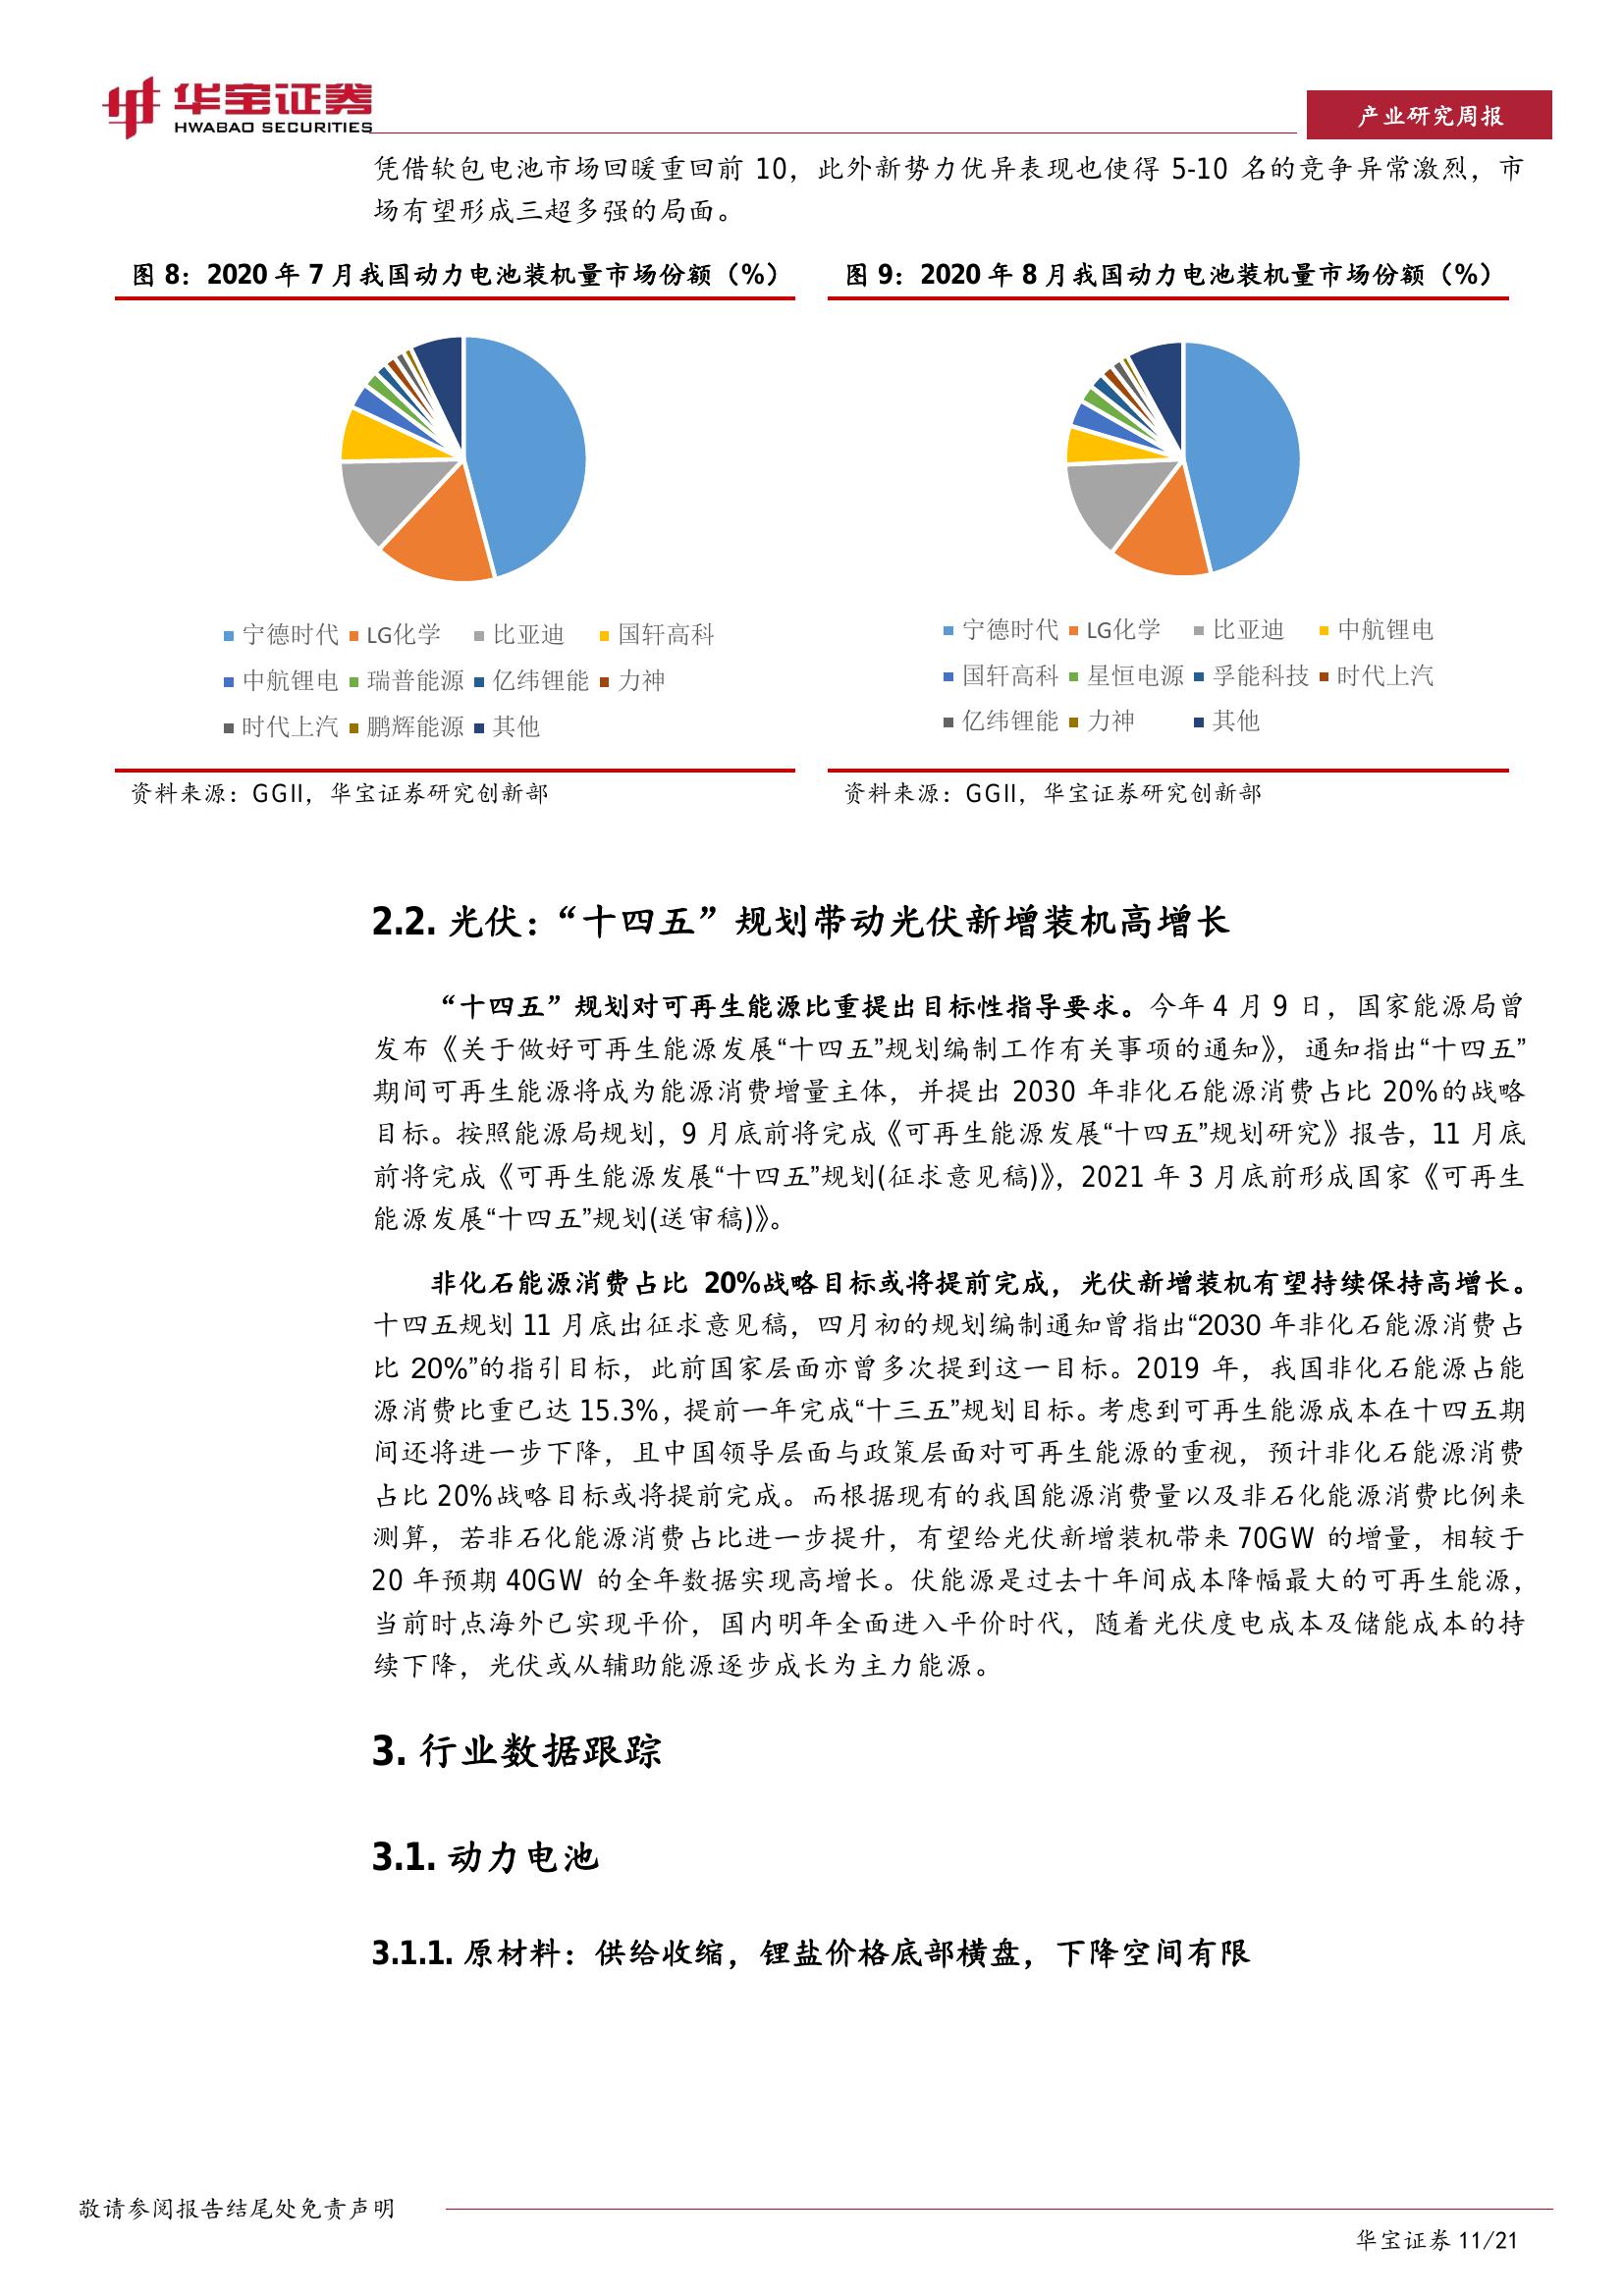 华宝证券
HWABAO SECURITIES
产业研究周报
凭借软包电池市场回暖重回前 10，此外新势力优异表现也使得 5-10 名的竞争异常激烈，市
场有望形成三超多强的局面。
图 8：2020 年 7 月我国动力电池装机量市场份额（%）
宁德时代 LG化学 比亚迪 国轩高科
中航锂电 瑞普能源 亿纬锂能 力神
时代上汽 鹏辉能源 其他
资料来源：GGII，华宝证券研究创新部
图 9：2020 年 8 月我国动力电池装机量市场份额（%）
宁德时代 LG化学 比亚迪 中航锂电
国轩高科 星恒电源 孚能科技 时代上汽
亿纬锂能 力神 其他
资料来源：GGII，华宝证券研究创新部
2.2. 光伏：“十四五”规划带动光伏新增装机高增长
“十四五”规划对可再生能源比重提出目标性指导要求。今年 4 月 9 日，国家能源局曾
发布《关于做好可再生能源发展“十四五”规划编制工作有关事项的通知》，通知指出“十四五”
期间可再生能源将成为能源消费增量主体，并提出 2030 年非化石能源消费占比 20%的战略
目标。按照能源局规划，9 月底前将完成《可再生能源发展“十四五”规划研究》报告，11 月底
前将完成《可再生能源发展“十四五”规划(征求意见稿)》，2021 年 3 月底前形成国家《可再生
能源发展“十四五”规划(送审稿)》。
非化石能源消费占比 20%战略目标或将提前完成，光伏新增装机有望持续保持高增长。
十四五规划 11 月底出征求意见稿，四月初的规划编制通知曾指出“2030 年非化石能源消费占
比 20%”的指引目标，此前国家层面亦曾多次提到这一目标。2019 年，我国非化石能源占能
源消费比重已达 15.3%，提前一年完成“十三五”规划目标。考虑到可再生能源成本在十四五期
间还将进一步下降，且中国领导层面与政策层面对可再生能源的重视，预计非化石能源消费
占比 20%战略目标或将提前完成。而根据现有的我国能源消费量以及非石化能源消费比例来
测算，若非石化能源消费占比进一步提升，有望给光伏新增装机带来 70GW 的增量，相较于
20 年预期 40GW 的全年数据实现高增长。伏能源是过去十年间成本降幅最大的可再生能源，
当前时点海外已实现平价，国内明年全面进入平价时代，随着光伏度电成本及储能成本的持
续下降，光伏或从辅助能源逐步成长为主力能源。
3. 行业数据跟踪
3.1. 动力电池
3.1.1. 原材料：供给收缩，锂盐价格底部横盘，下降空间有限
敬请参阅报告结尾处免责声明
华宝证券 11/21